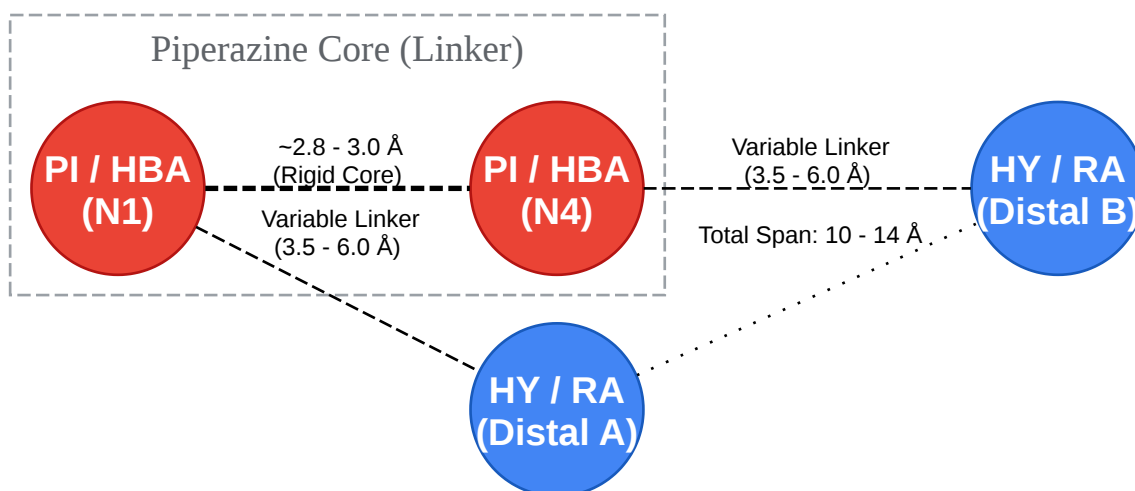 Piperazine Core (Linker)
PI / HBA
(N1)
~2.8 - 3.0 Å
(Rigid Core)
PI / HBA
(N4)
Variable Linker
(3.5 - 6.0 Å)
HY / RA
(Distal B)
Variable Linker
(3.5 - 6.0 Å)
Total Span: 10 - 14 Å
HY / RA
(Distal A)